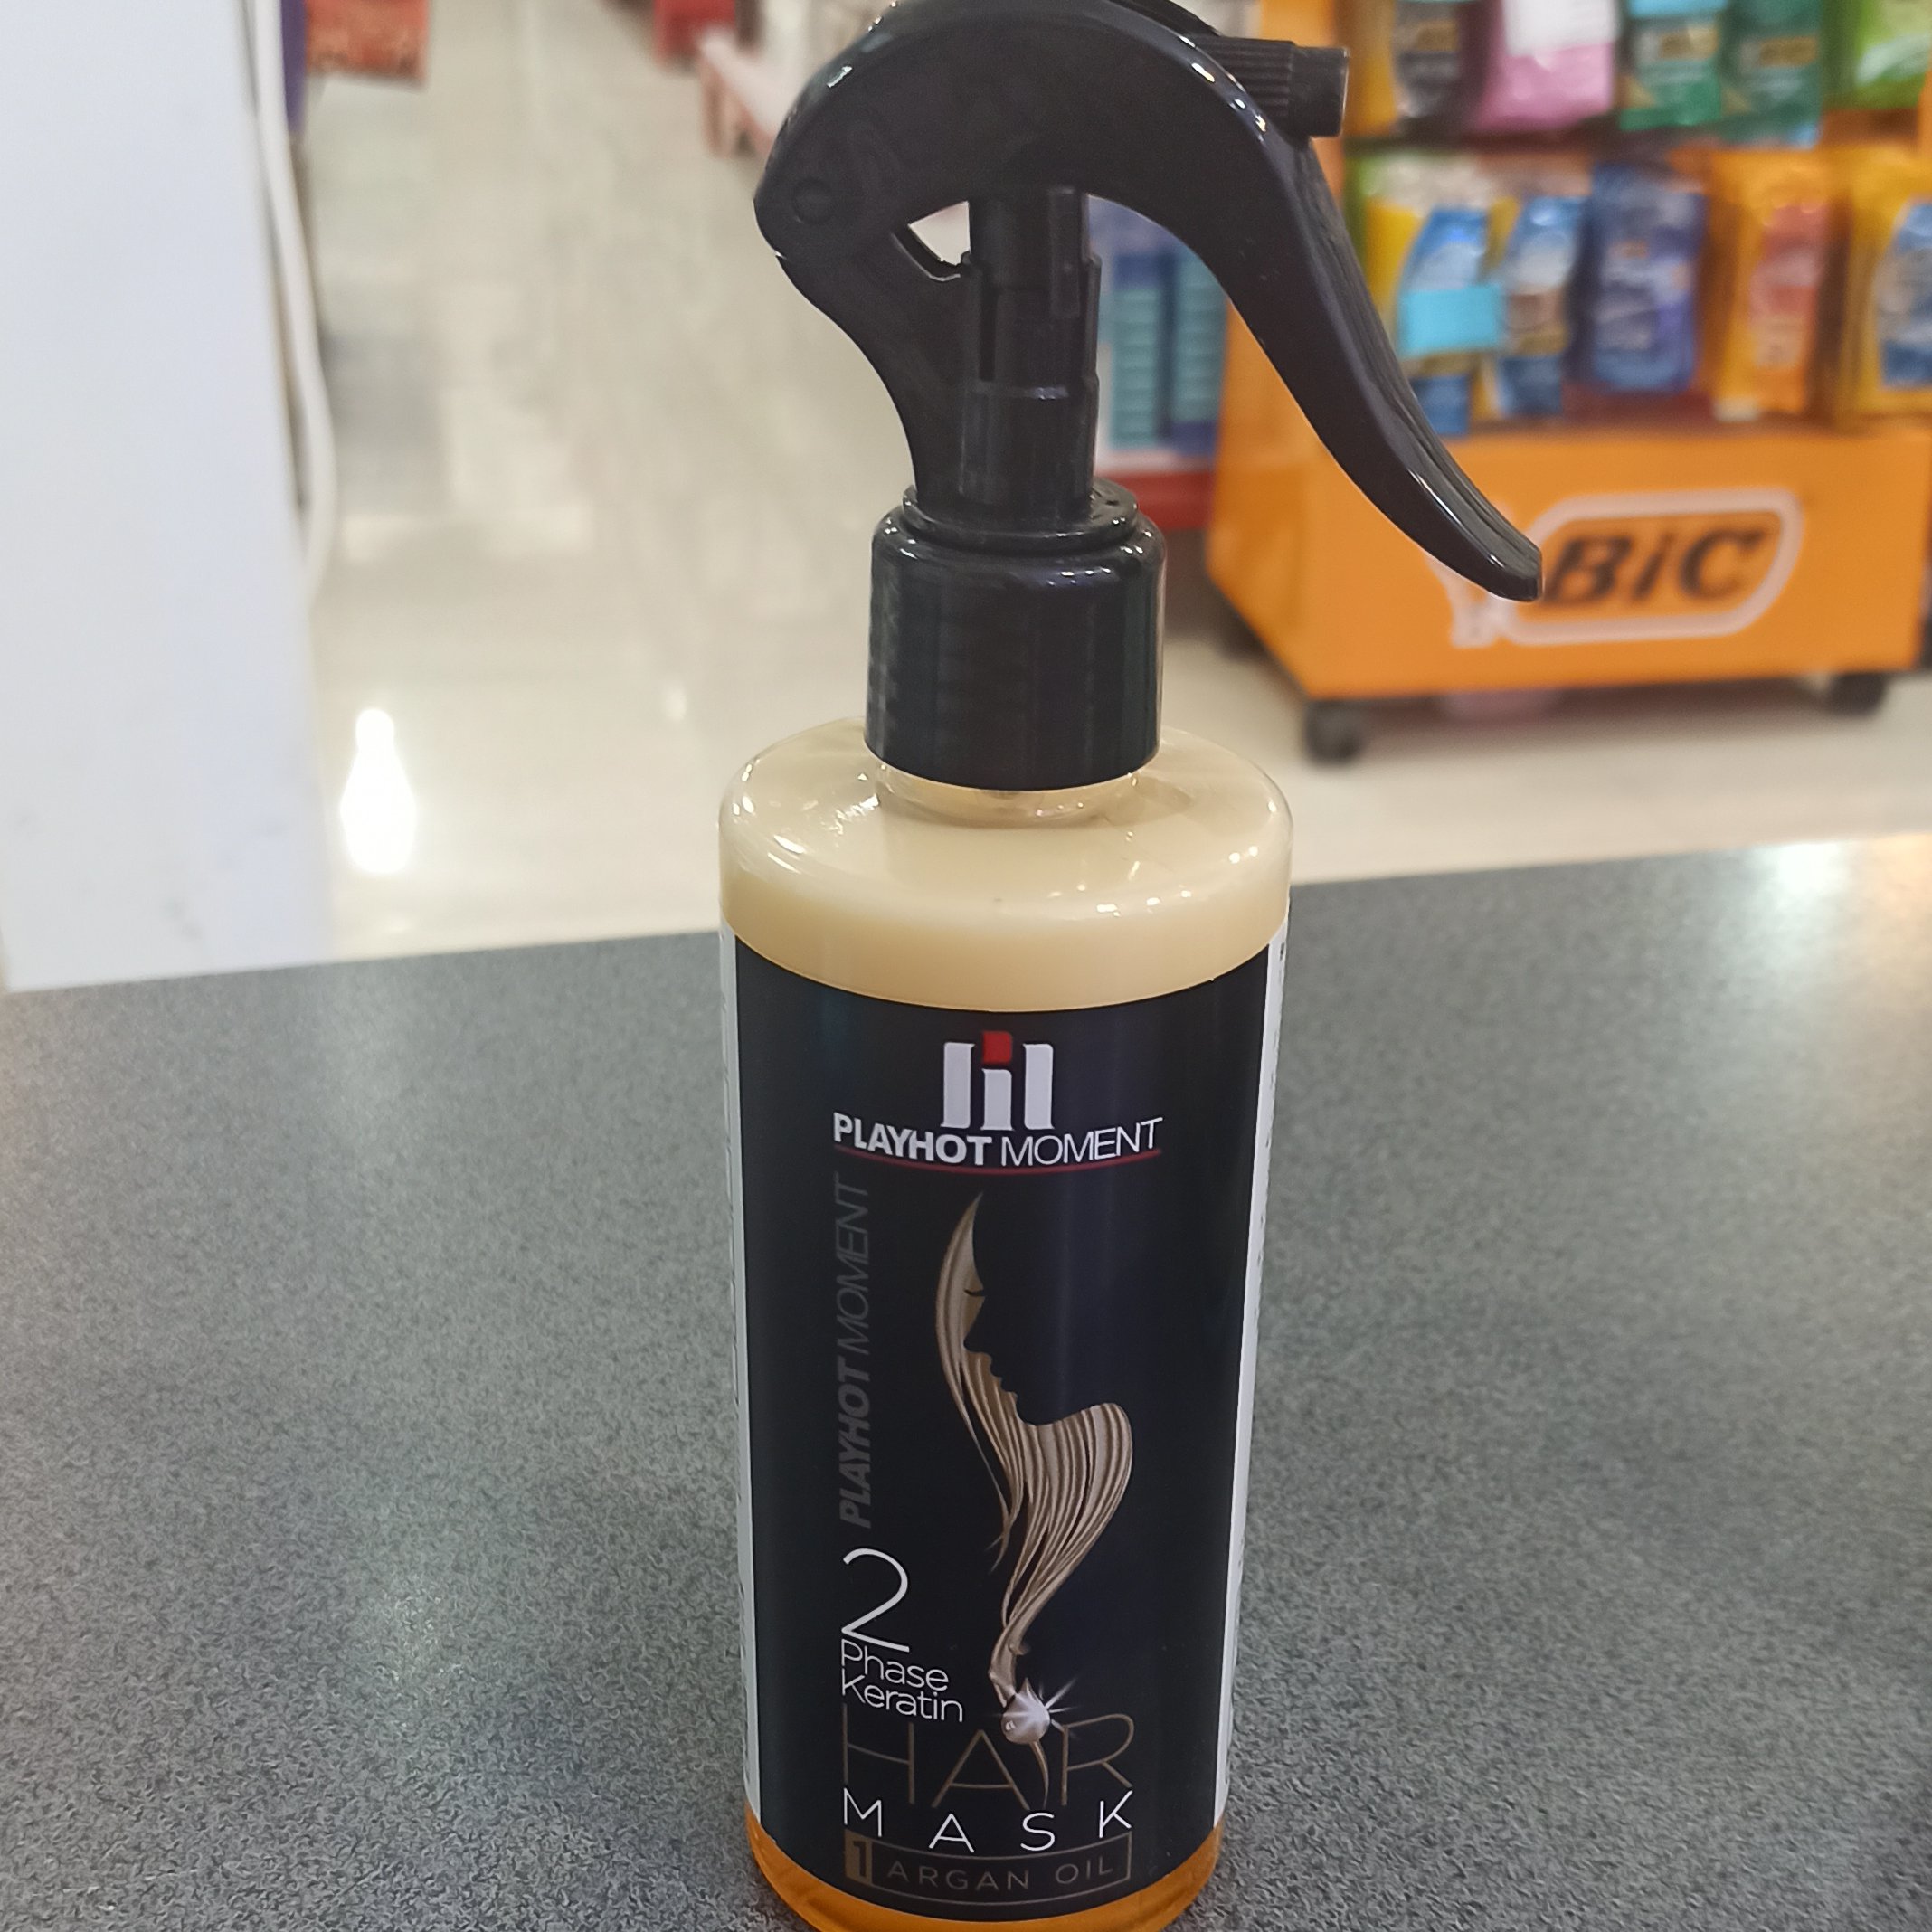 BiC
PLAYHOT MOMENT
PLAYHOT MOMENT
2
Phase
Keratin
HAIR
MASK
1 ARGAN OIL